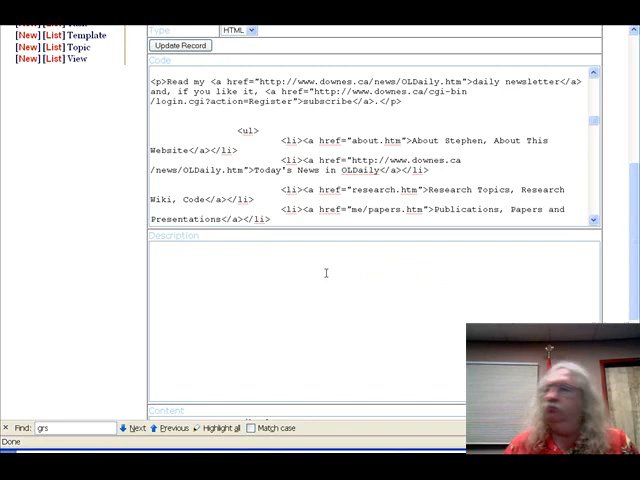 [New] [List] Task
Type HTML
[New] [List] Template
Update Record
[New] [List] Topic
[New] [List] View
Code
<p>Read my <a href="http://www.downes.ca/news/OLDaily.htm">daily newsletter</a>
and, if you like it, <a href="http://www.downes.ca/cgi-bin
/login.cgi?action=Register">subscribe</a>.</p>
<ul>
<li><a href="about.htm">About Stephen, About This
Website</a></li>
<li><a href="http://www.downes.ca
/news/OLDaily.htm">Today's News in OLDaily</a></li>
<li><a href="research.htm">Research Topics, Research
Wiki, Code</a></li>
<li><a href="me/papers.htm">Publications, Papers and
Presentations</a></li>
Description
Content
Find: grs Next Previous Highlight all Match case
Done